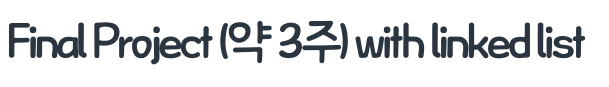 Final Project (약 3주) with linked list